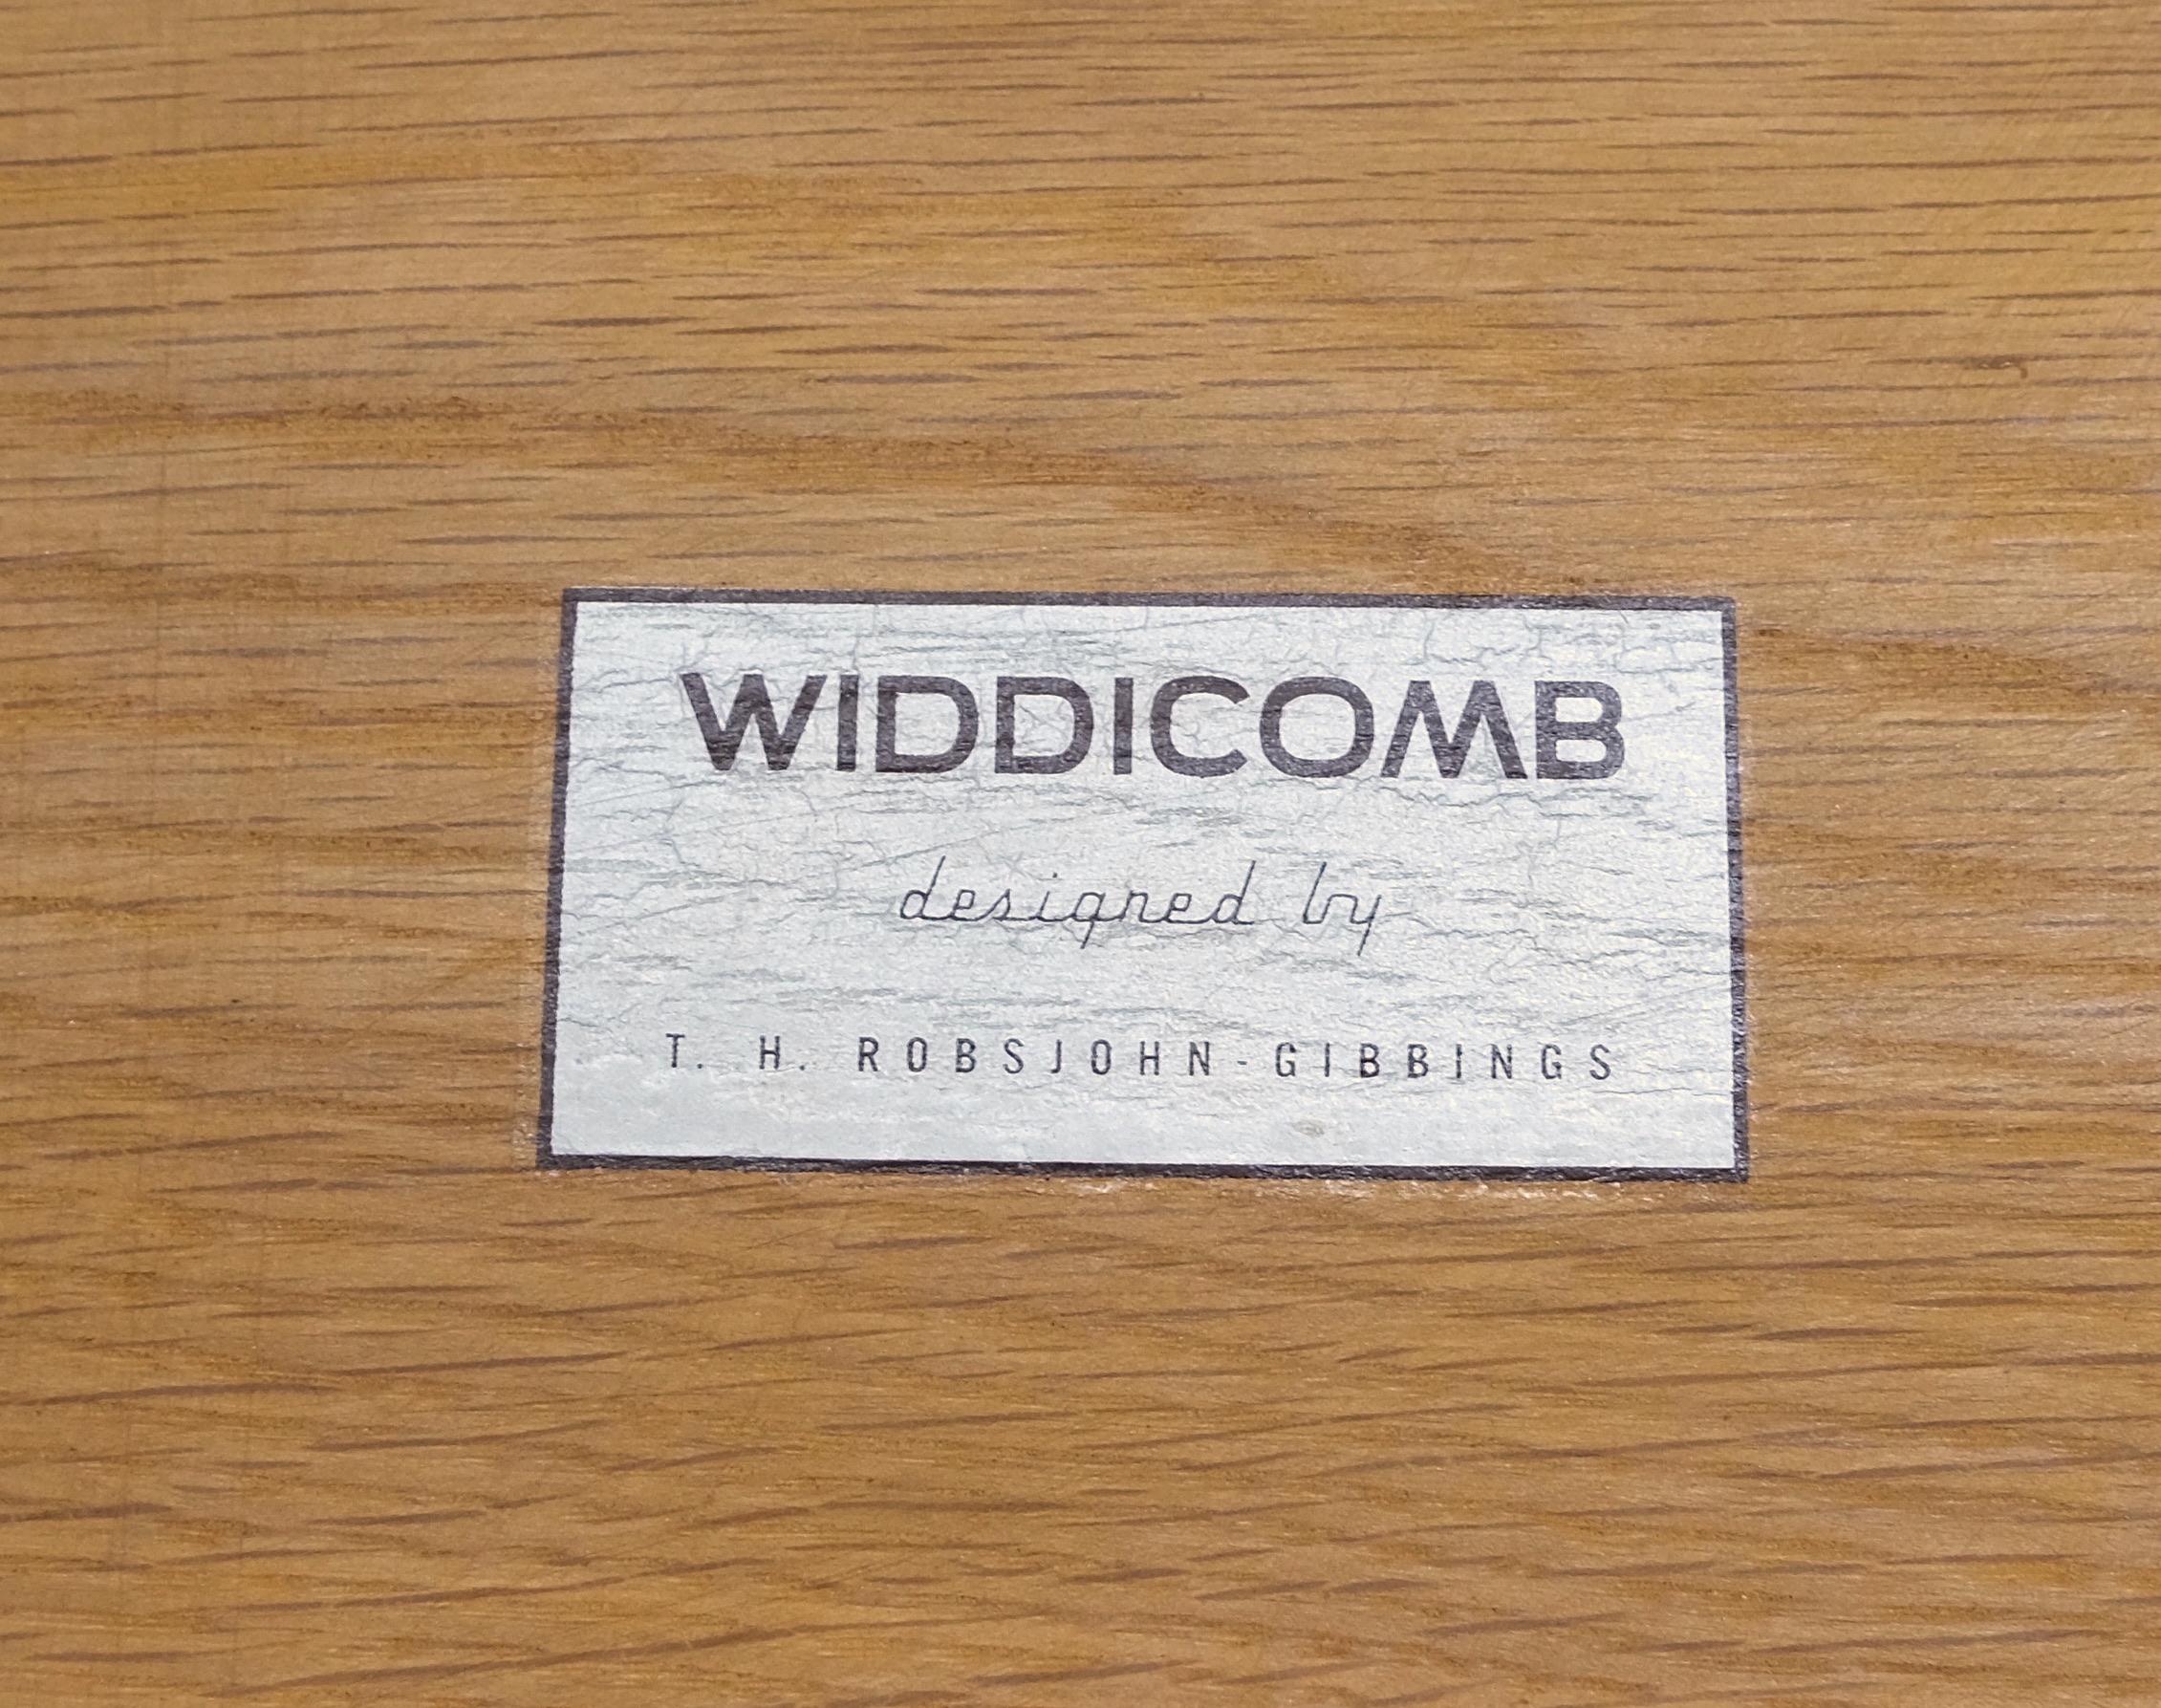 WIDDICOMB
designed by
T. H. ROBSJOHN-GIBBINGS